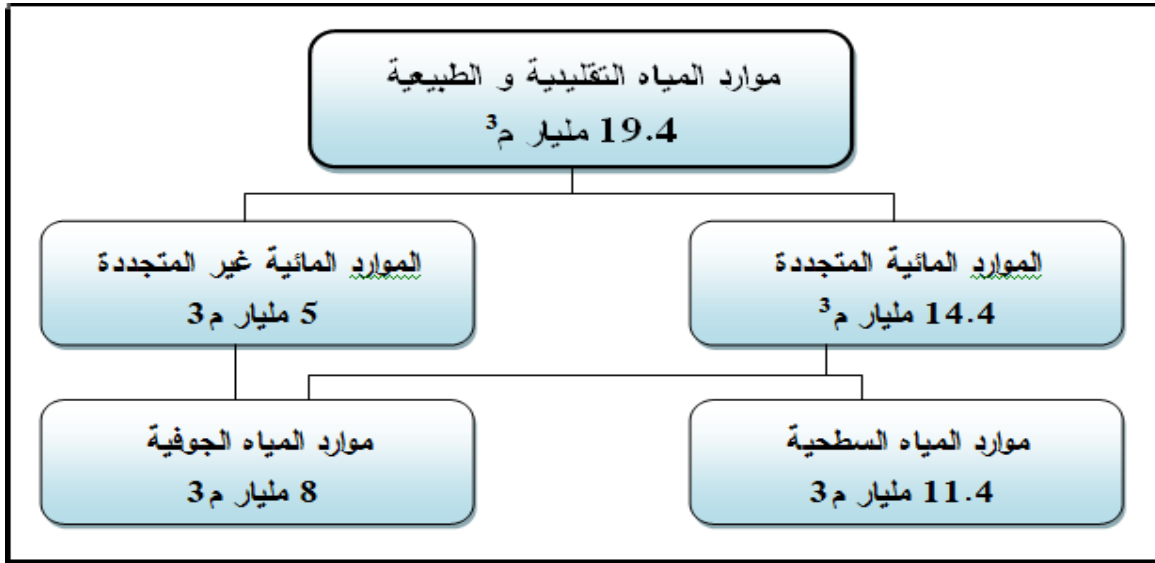 موارد المياه التقليدية و الطبيعية
19.4 مليار م³
الموارد المائية المتجددة
14.4 مليار م³
الموارد المائية غير المتجددة
5 مليار م3
موارد المياه السطحية
11.4 مليار م3
موارد المياه الجوفية
8 مليار م3